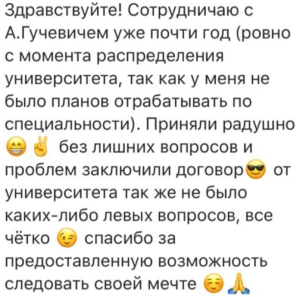 Здравствуйте! Сотрудничаю с
А.Гучевичем уже почти год (ровно
с момента распределения
университета, так как у меня не
было планов отрабатывать по
специальности). Приняли радушно
😁✌️ без лишних вопросов и
проблем заключили договор😎 от
университета так же не было
каких-либо левых вопросов, все
чётко 😉 спасибо за
предоставленную возможность
следовать своей мечте ☺️🙏